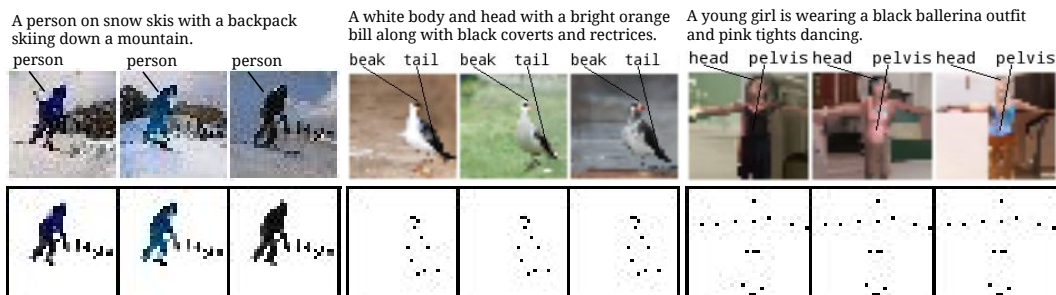 A person on snow skis with a backpack
skiing down a mountain.
person person person
A white body and head with a bright orange
bill along with black coverts and rectrices.
beak tail beak tail beak tail
A young girl is wearing a black ballerina outfit
and pink tights dancing.
head pelvis head pelvis head pelvis